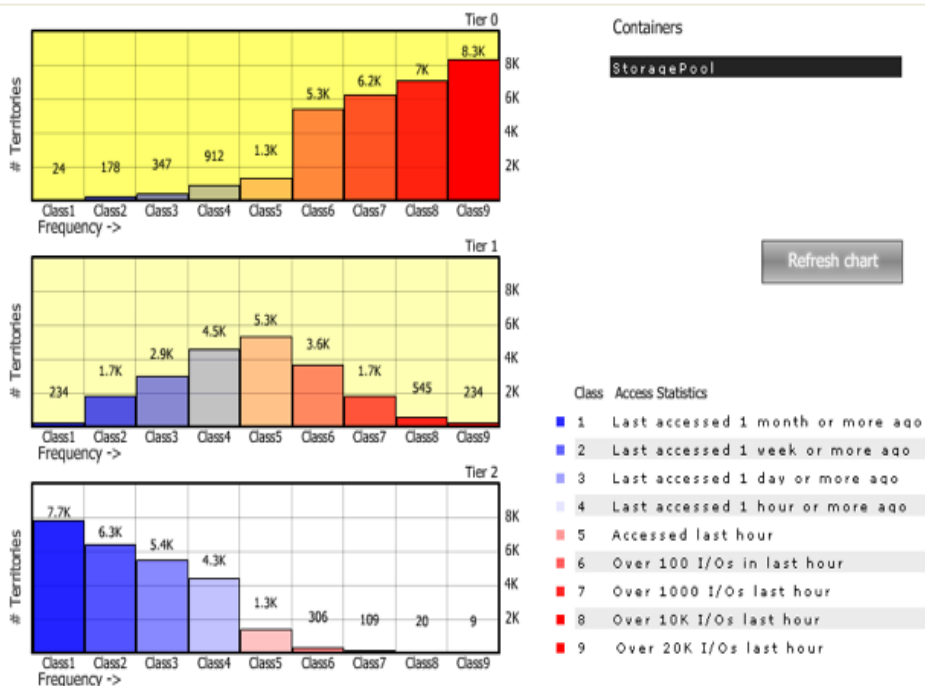 Tier 0
# Territories
24 178 347 912 1.3K 5.3K 6.2K 7K 8.3K
8K
6K
4K
2K
Class1 Class2 Class3 Class4 Class5 Class6 Class7 Class8 Class9
Frequency ->
Tier 1
# Territories
234 1.7K 2.9K 4.5K 5.3K 3.6K 1.7K 545 234
8K
6K
4K
2K
Class1 Class2 Class3 Class4 Class5 Class6 Class7 Class8 Class9
Frequency ->
Tier 2
# Territories
7.7K 6.3K 5.4K 4.3K 1.3K 306 109 20 9
8K
6K
4K
2K
Class1 Class2 Class3 Class4 Class5 Class6 Class7 Class8 Class9
Frequency ->
Containers
StoragePool
Refresh chart
Class Access Statistics
1 Last accessed 1 month or more ago
2 Last accessed 1 week or more ago
3 Last accessed 1 day or more ago
4 Last accessed 1 hour or more ago
5 Accessed last hour
6 Over 100 I/Os in last hour
7 Over 1000 I/Os last hour
8 Over 10K I/Os last hour
9 Over 20K I/Os last hour